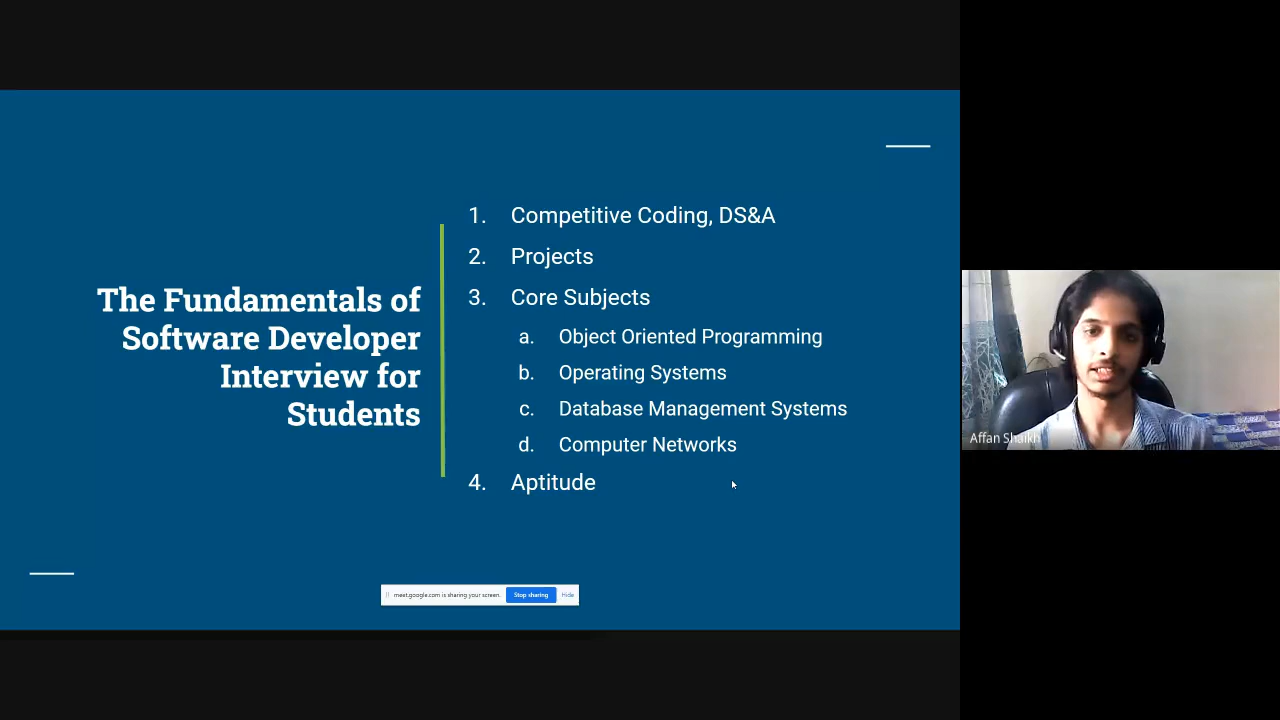 The Fundamentals of
Software Developer
Interview for
Students
1. Competitive Coding, DS&A
2. Projects
3. Core Subjects
a. Object Oriented Programming
b. Operating Systems
c. Database Management Systems
d. Computer Networks
4. Aptitude
meet.google.com is sharing your screen.
Stop sharing
Hide
Affan Shaikh